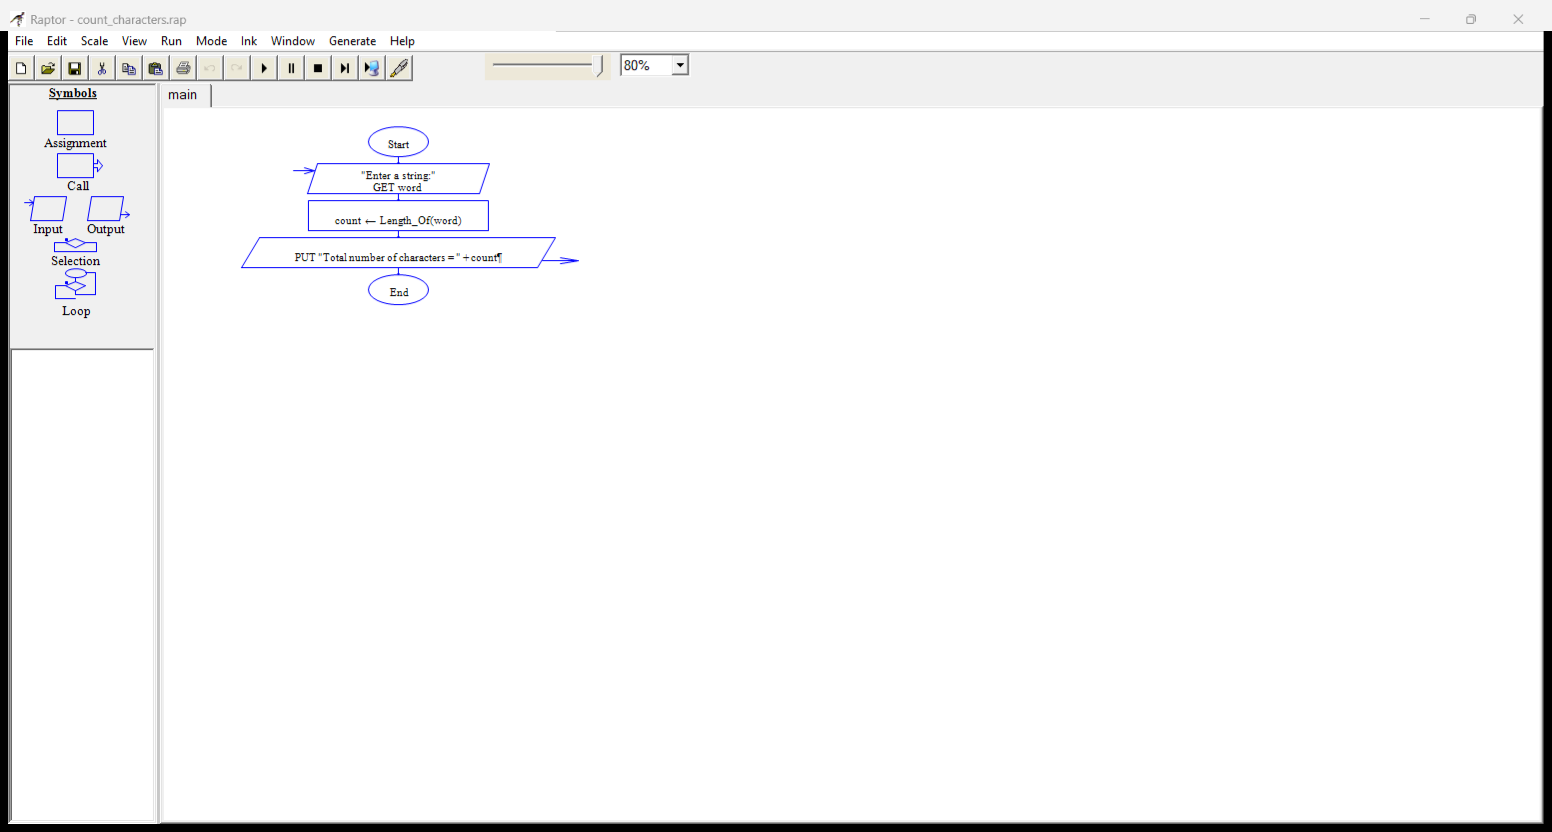 Raptor - count_characters.rap
File Edit Scale View Run Mode Ink Window Generate Help
80%
Symbols
Assignment
Call
Input Output
Selection
Loop
main
Start
"Enter a string:"
GET word
count ← Length_Of(word)
PUT "Total number of characters = " + count¶
End